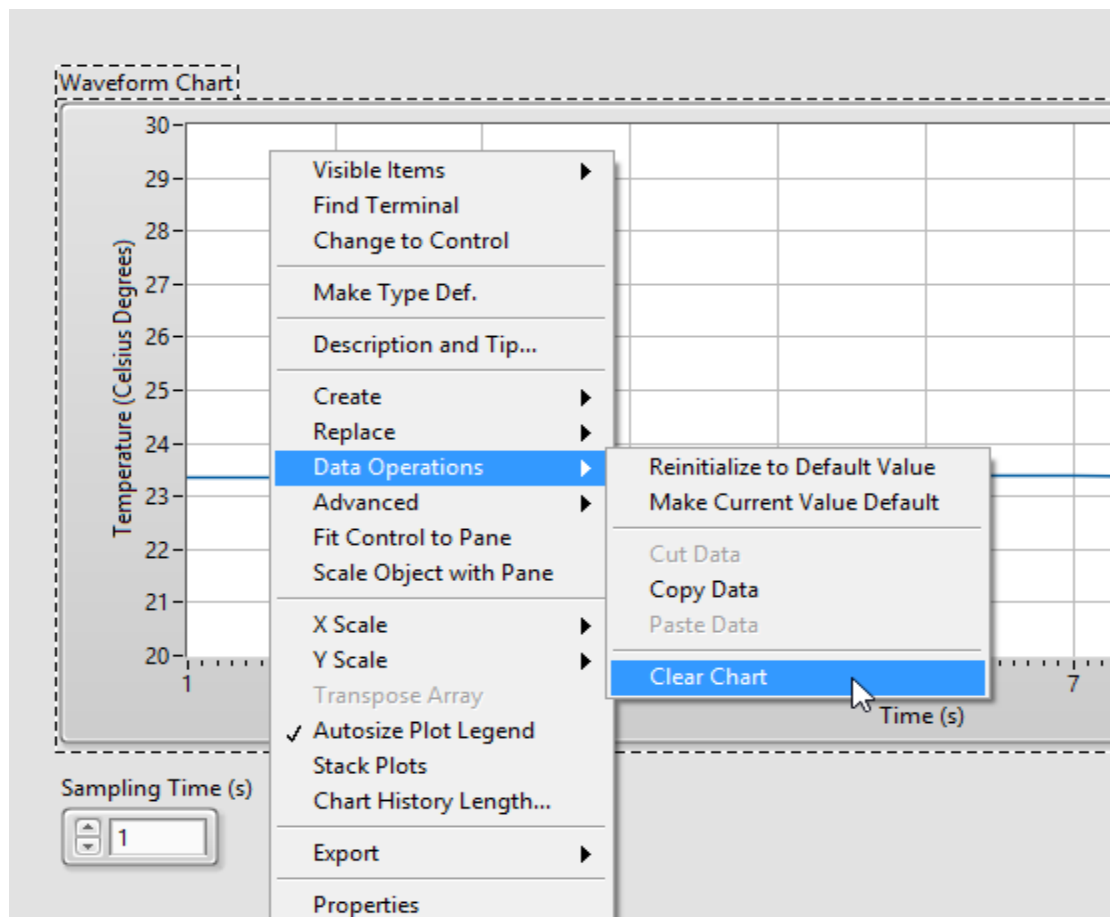 Waveform Chart
30
29
28
27
26
25
24
23
22
21
20
Temperature (Celsius Degrees)
1
7
Time (s)
Visible Items
Find Terminal
Change to Control
Make Type Def.
Description and Tip...
Create
Replace
Data Operations
Advanced
Fit Control to Pane
Scale Object with Pane
X Scale
Y Scale
Transpose Array
Autosize Plot Legend
Stack Plots
Chart History Length...
Export
Properties
Reinitialize to Default Value
Make Current Value Default
Cut Data
Copy Data
Paste Data
Clear Chart
Sampling Time (s)
1